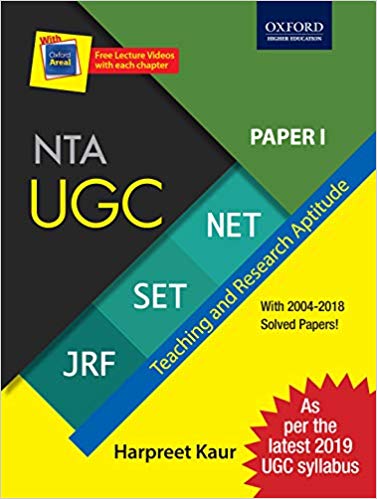 OXFORD
HIGHER EDUCATION
With
Oxford
Areal
Free Lecture Videos
with each chapter
PAPER I
NTA
UGC
NET
SET
JRF
Teaching and Research Aptitude
With 2004-2018
Solved Papers!
As
per the
latest 2019
UGC syllabus
Harpreet Kaur